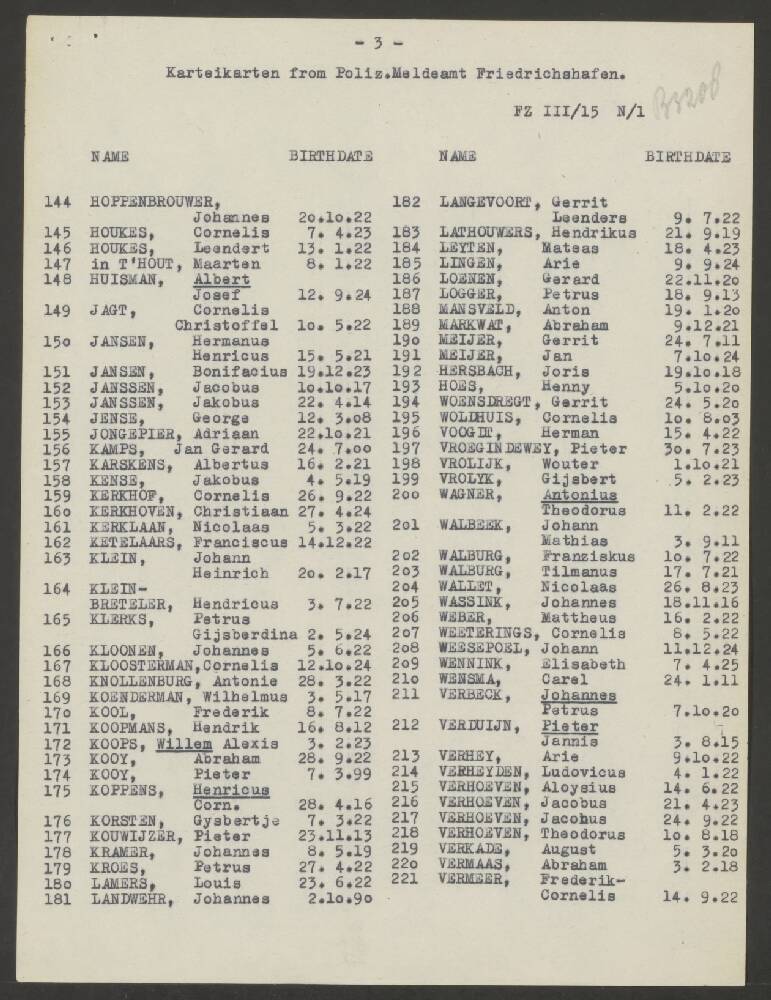 - 3 -
Karteikarten from Poliz.Meldeamt Friedrichshafen.
FZ III/15 N/1
B3208
NAME BIRTHDATE
144 HOPPENBROUWER,
Johannes 20.10.22
145 HOUKES, Cornelis 7. 4.23
146 HOUKES, Leendert 13. 1.22
147 in T'HOUT, Maarten 8. 1.22
148 HUISMAN, Albert
Josef 12. 9.24
149 JAGT, Cornelis
Christoffel 10. 5.22
150 JANSEN, Hermanus
Henricus 15. 5.21
151 JANSEN, Bonifacius 19.12.23
152 JANSSEN, Jacobus 10.10.17
153 JANSSEN, Jakobus 22. 4.14
154 JENSE, George 12. 3.08
155 JONGEPIER, Adriaan 22.10.21
156 KAMPS, Jan Gerard 24. 7.00
157 KARSKENS, Albertus 16. 2.21
158 KENSE, Jakobus 4. 5.19
159 KERKHOF, Cornelis 26. 9.22
160 KERKHOVEN, Christiaan 27. 4.24
161 KERKLAAN, Nicolaas 5. 3.22
162 KETELAARS, Franciscus 14.12.22
163 KLEIN, Johann
Heinrich 20. 2.17
164 KLEIN-
BRETELER, Hendricus 3. 7.22
165 KLERKS, Petrus
Gijsberdina 2. 5.24
166 KLOONEN, Johannes 5. 6.22
167 KLOOSTERMAN,Cornelis 12.10.24
168 KNOLLENBURG, Antonie 28. 3.22
169 KOENDERMAN, Wilhelmus 3. 5.17
170 KOOL, Frederik 8. 7.22
171 KOOPMANS, Hendrik 16. 8.12
172 KOOPS, Willem Alexis 3. 2.23
173 KOOY, Abraham 28. 9.22
174 KOOY, Pieter 7. 3.99
175 KOPPENS, Henricus
Corn. 28. 4.16
176 KORSTEN, Gysbertje 7. 3.22
177 KOUWIJZER, Pieter 23.11.13
178 KRAMER, Johannes 8. 5.19
179 KROES, Petrus 27. 4.22
180 LAMERS, Louis 23. 6.22
181 LANDWEHR, Johannes 2.10.90
NAME BIRTHDATE
182 LANGEVOORT, Gerrit
Leenders 9. 7.22
183 LATHOUWERS, Hendrikus 21. 9.19
184 LEYTEN, Mateas 18. 4.23
185 LINGEN, Arie 9. 9.24
186 LOENEN, Gerard 22.11.20
187 LOGGER, Petrus 18. 9.13
188 MANSVELD, Anton 19. 1.20
189 MARKWAT, Abraham 9.12.21
190 MEIJER, Gerrit 24. 7.11
191 MEIJER, Jan 7.10.24
192 HERSBACH, Joris 19.10.18
193 HOES, Henny 5.10.20
194 WOENSDREGT, Gerrit 24. 5.20
195 WOLDHUIS, Cornelis 10. 8.03
196 VOOGDT, Herman 15. 4.22
197 VROEGINDEWEY, Pieter 30. 7.23
198 VROLIJK, Wouter 1.10.21
199 VROLYK, Gijsbert 5. 2.23
200 WAGNER, Antonius
Theodorus 11. 2.22
201 WALBEEK, Johann
Mathias 3. 9.11
202 WALBURG, Franziskus 10. 7.22
203 WALBURG, Tilmanus 17. 7.21
204 WALLET, Nicolaas 26. 8.23
205 WASSINK, Johannes 18.11.16
206 WEBER, Mattheus 16. 2.22
207 WEETERINGS, Cornelis 8. 5.22
208 WEESEPOEL, Johann 11.12.24
209 WENNINK, Elisabeth 7. 4.25
210 WENSMA, Carel 24. 1.11
211 VERBECK, Johannes
Petrus 7.10.20
212 VERDUIJN, Pieter
Jannis 3. 8.15
213 VERHEY, Arie 9.10.22
214 VERHEYDEN, Ludovicus 4. 1.22
215 VERHOEVEN, Aloysius 14. 6.22
216 VERHOEVEN, Jacobus 21. 4.23
217 VERHOEVEN, Jacobus 24. 9.22
218 VERHOEVEN, Theodorus 10. 8.18
219 VERKADE, August 5. 3.20
220 VERMAAS, Abraham 3. 2.18
221 VERMEER, Frederik-
Cornelis 14. 9.22